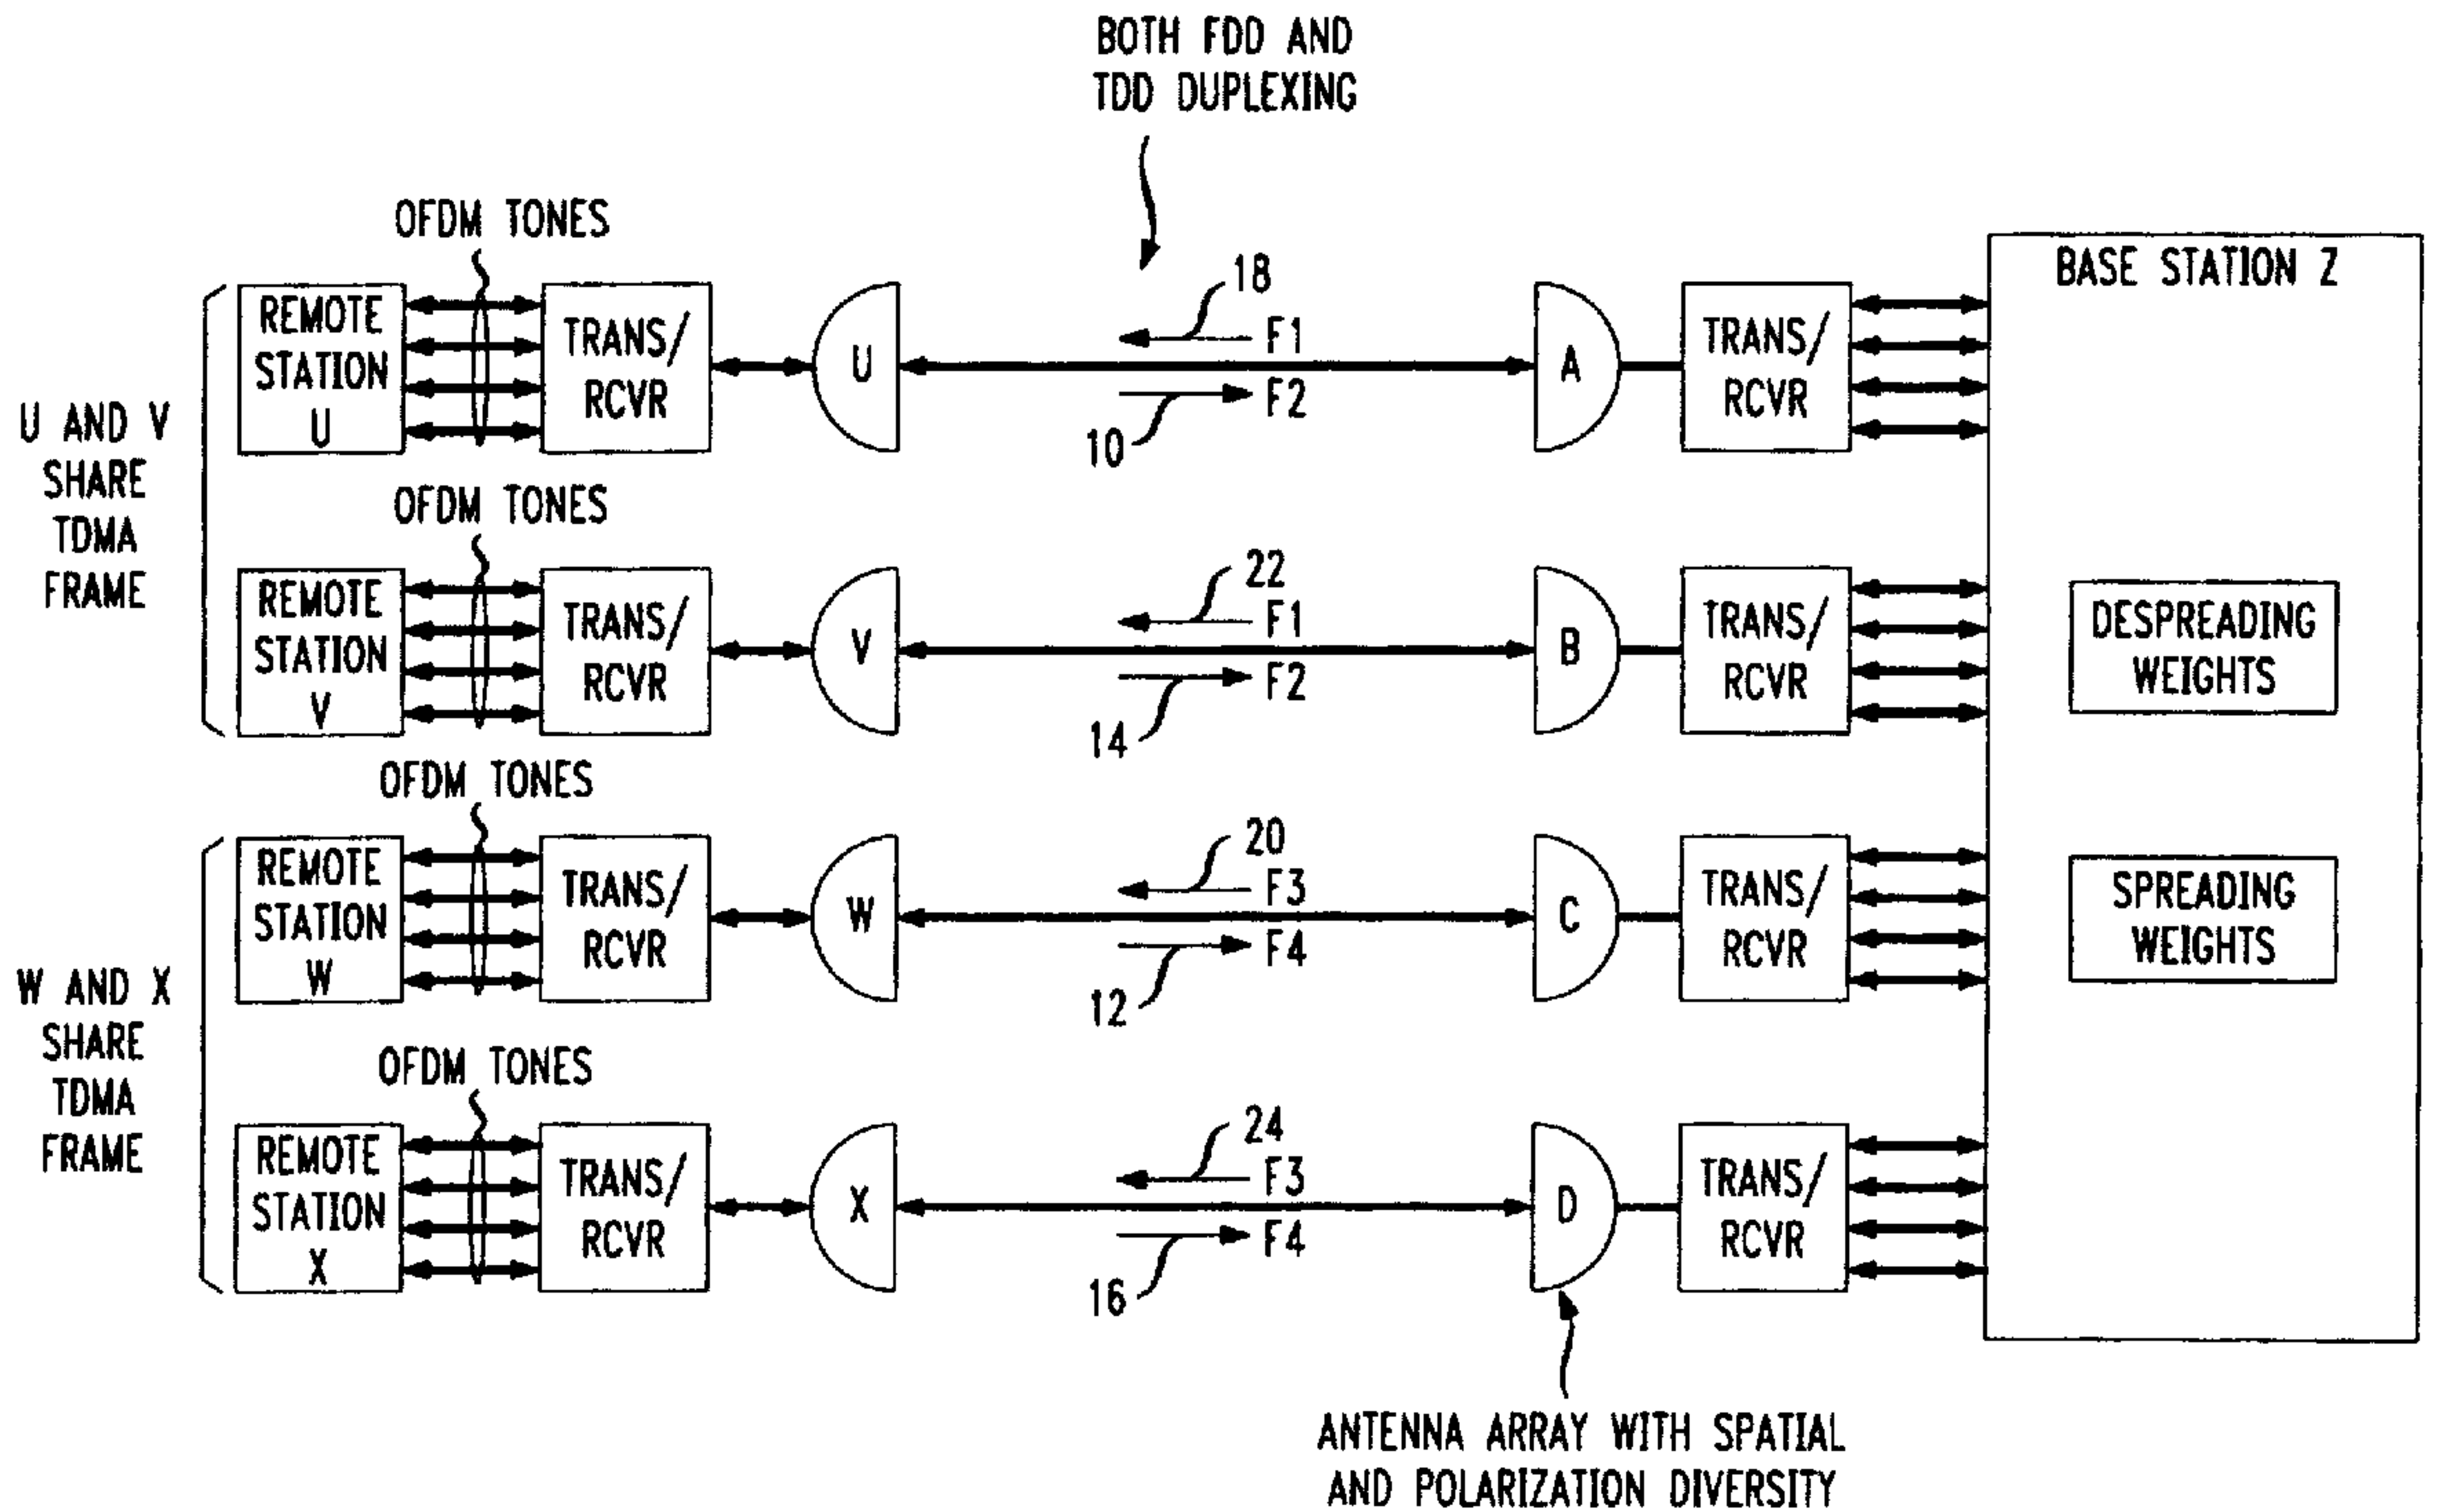 BOTH FDD AND
TDD DUPLEXING
OFDM TONES
REMOTE
STATION
U
TRANS/
RCVR
U
18
F1
F2
10
A
TRANS/
RCVR
BASE STATION Z
U AND V
SHARE
TDMA
FRAME
OFDM TONES
REMOTE
STATION
V
TRANS/
RCVR
V
22
F1
F2
14
B
TRANS/
RCVR
DESPREADING
WEIGHTS
OFDM TONES
REMOTE
STATION
W
TRANS/
RCVR
W
20
F3
F4
12
C
TRANS/
RCVR
SPREADING
WEIGHTS
W AND X
SHARE
TDMA
FRAME
OFDM TONES
REMOTE
STATION
X
TRANS/
RCVR
X
24
F3
F4
16
D
TRANS/
RCVR
ANTENNA ARRAY WITH SPATIAL
AND POLARIZATION DIVERSITY